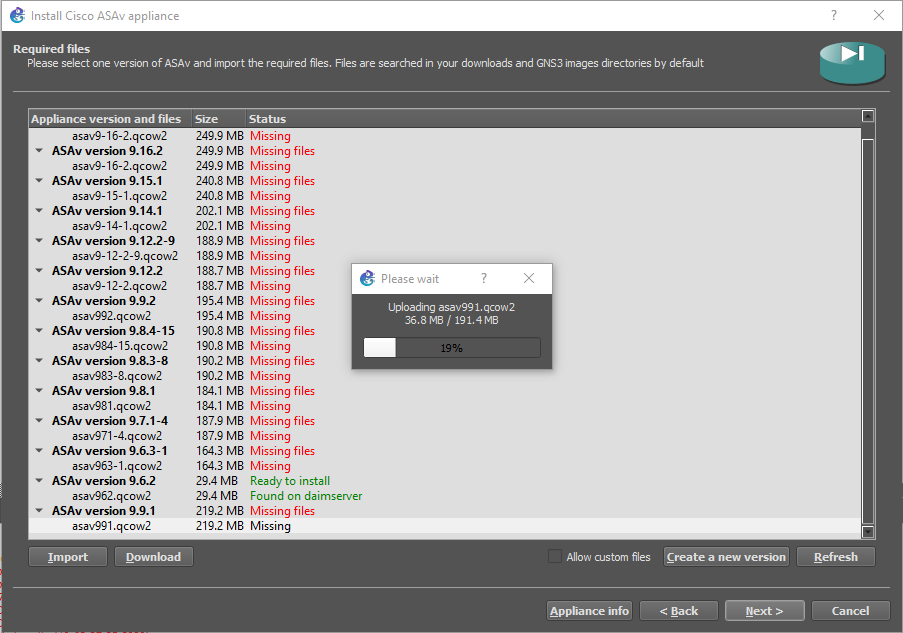 Install Cisco ASAv appliance
?
Required files
Please select one version of ASAv and import the required files. Files are searched in your downloads and GNS3 images directories by default
Appliance version and files Size Status
asav9-16-2.qcow2 249.9 MB Missing
ASAv version 9.16.2 249.9 MB Missing files
asav9-16-2.qcow2 249.9 MB Missing
ASAv version 9.15.1 240.8 MB Missing files
asav9-15-1.qcow2 240.8 MB Missing
ASAv version 9.14.1 202.1 MB Missing files
asav9-14-1.qcow2 202.1 MB Missing
ASAv version 9.12.2-9 188.9 MB Missing files
asav9-12-2-9.qcow2 188.9 MB Missing
ASAv version 9.12.2 188.7 MB Missing files
asav9-12-2.qcow2 188.7 MB Missing
ASAv version 9.9.2 195.4 MB Missing files
asav992.qcow2 195.4 MB Missing
ASAv version 9.8.4-15 190.8 MB Missing files
asav984-15.qcow2 190.8 MB Missing
ASAv version 9.8.3-8 190.2 MB Missing files
asav983-8.qcow2 190.2 MB Missing
ASAv version 9.8.1 184.1 MB Missing files
asav981.qcow2 184.1 MB Missing
ASAv version 9.7.1-4 187.9 MB Missing files
asav971-4.qcow2 187.9 MB Missing
ASAv version 9.6.3-1 164.3 MB Missing files
asav963-1.qcow2 164.3 MB Missing
ASAv version 9.6.2 29.4 MB Ready to install
asav962.qcow2 29.4 MB Found on daimserver
ASAv version 9.9.1 219.2 MB Missing files
asav991.qcow2 219.2 MB Missing
Please wait ?
Uploading asav991.qcow2
36.8 MB / 191.4 MB
19%
Import Download Allow custom files Create a new version Refresh
Appliance info < Back Next > Cancel